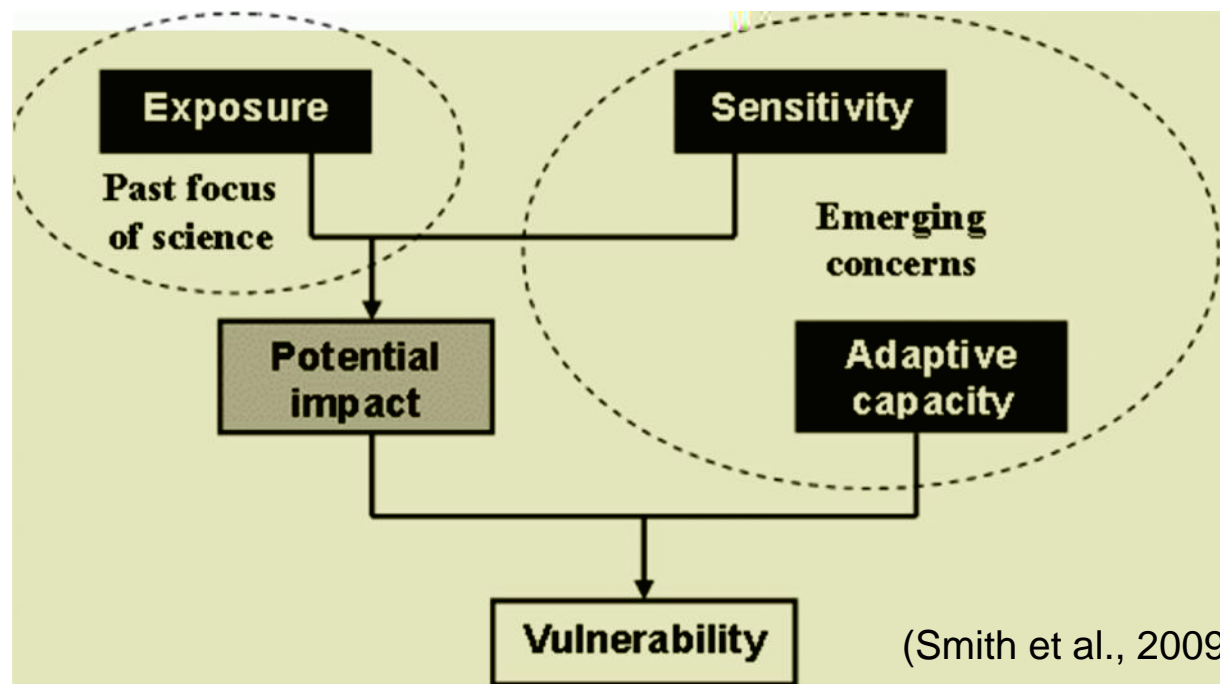 Exposure
Sensitivity
Past focus
of science
Emerging
concerns
Potential
impact
Adaptive
capacity
Vulnerability
(Smith et al., 2009